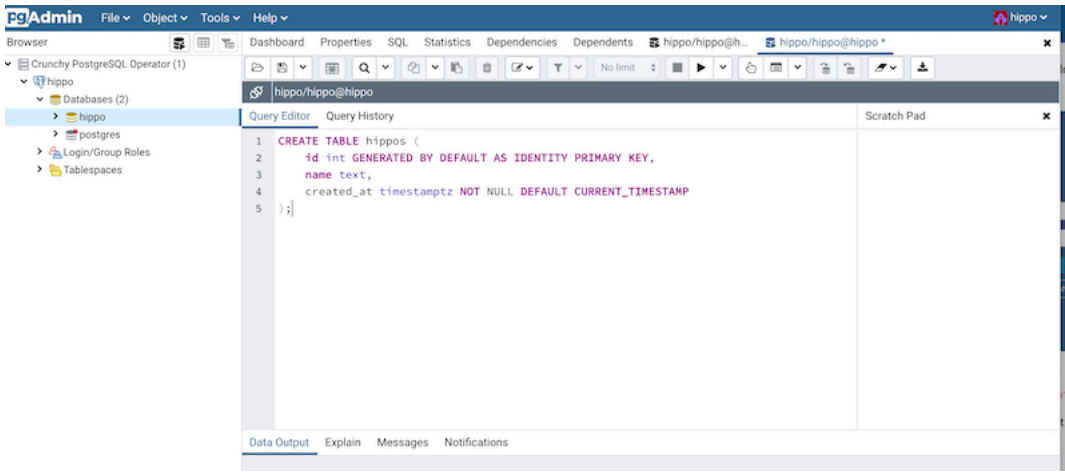 pgAdmin File Object Tools Help hippo
Browser Dashboard Properties SQL Statistics Dependencies Dependents hippo/hippo@h... hippo/hippo@hippo *
Crunchy PostgreSQL Operator (1)
No limit
hippo
hippo/hippo@hippo
Databases (2)
hippo
Query Editor Query History Scratch Pad
postgres
Login/Group Roles
Tablespaces
1 CREATE TABLE hippos (
2 id int GENERATED BY DEFAULT AS IDENTITY PRIMARY KEY,
3 name text,
4 created_at timestamptz NOT NULL DEFAULT CURRENT_TIMESTAMP
5 );
Data Output Explain Messages Notifications